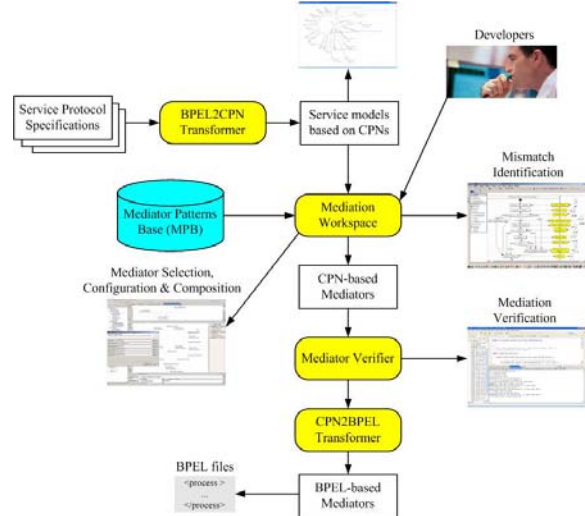 Developers
Service Protocol
Specifications
BPEL2CPN
Transformer
Service models
based on CPNs
Mismatch
Identification
Mediator Patterns
Base (MPB)
Mediation
Workspace
Mediator Selection,
Configuration & Composition
CPN-based
Mediators
Mediation
Verification
Mediator Verifier
CPN2BPEL
Transformer
BPEL files
<process >
...
</process>
BPEL-based
Mediators